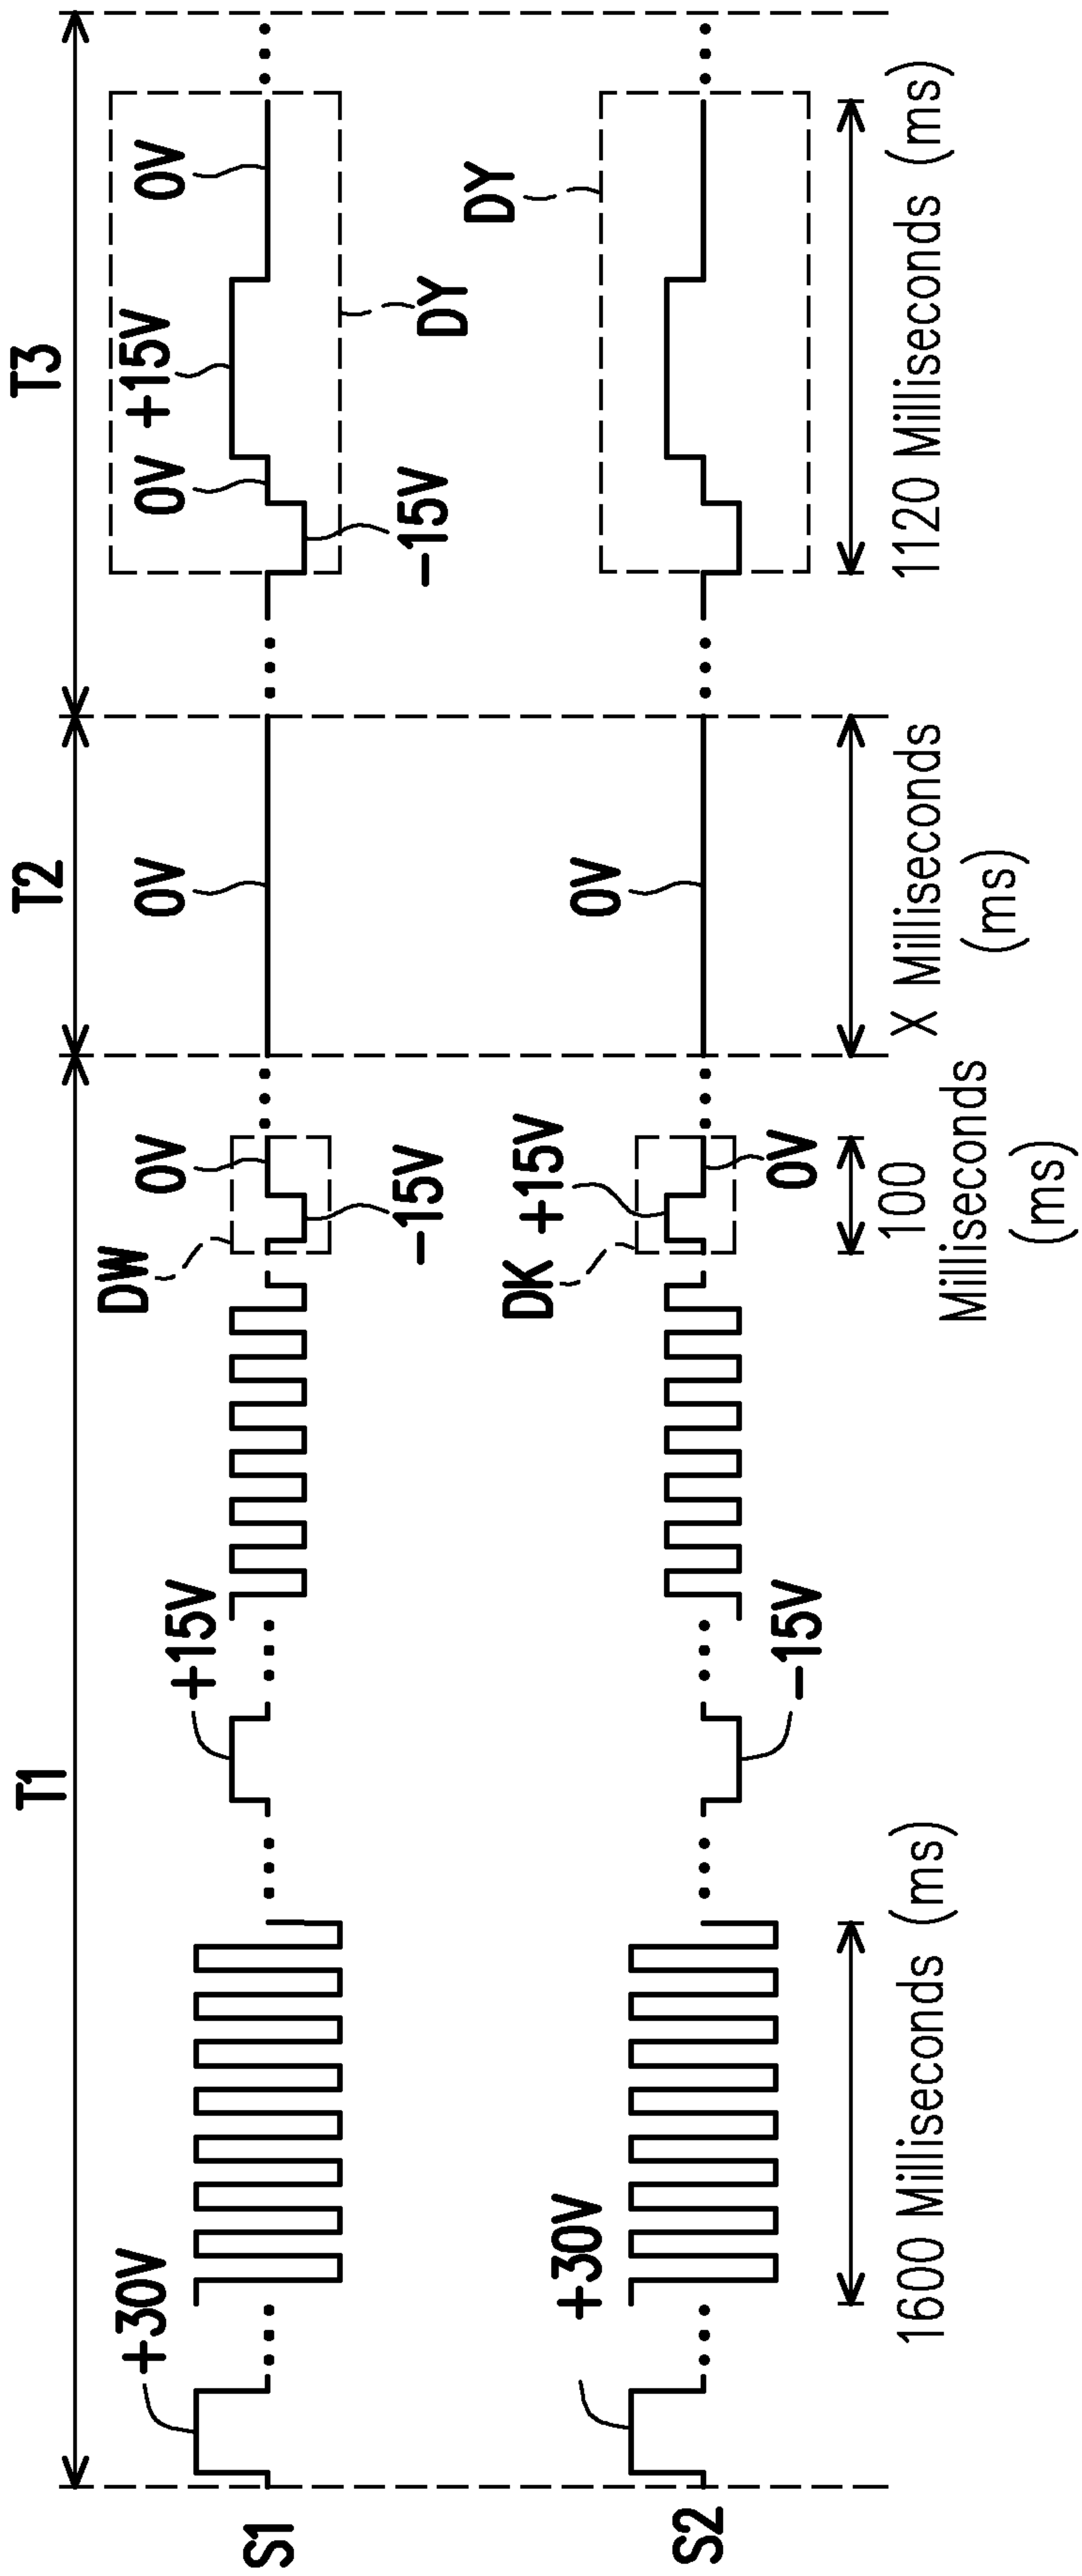 T1
T2
T3
S1
+30V
+15V
DW
0V
-15V
0V
0V
+15V
0V
-15V
DY
S2
+30V
-15V
DK
+15V
0V
0V
DY
1600 Milliseconds (ms)
100
Milliseconds
(ms)
X Milliseconds
(ms)
1120 Milliseconds (ms)